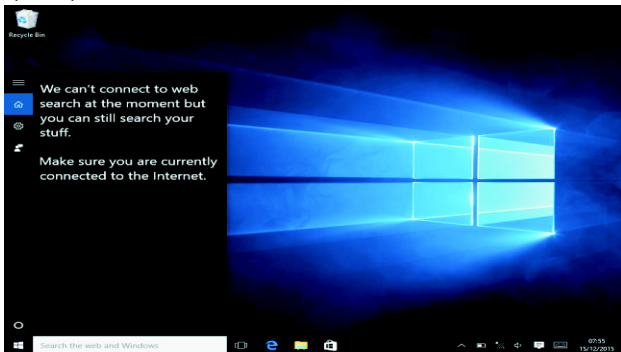 Recycle Bin
We can't connect to web
search at the moment but
you can still search your
stuff.
Make sure you are currently
connected to the Internet.
Search the web and Windows
07:55
15/12/2015